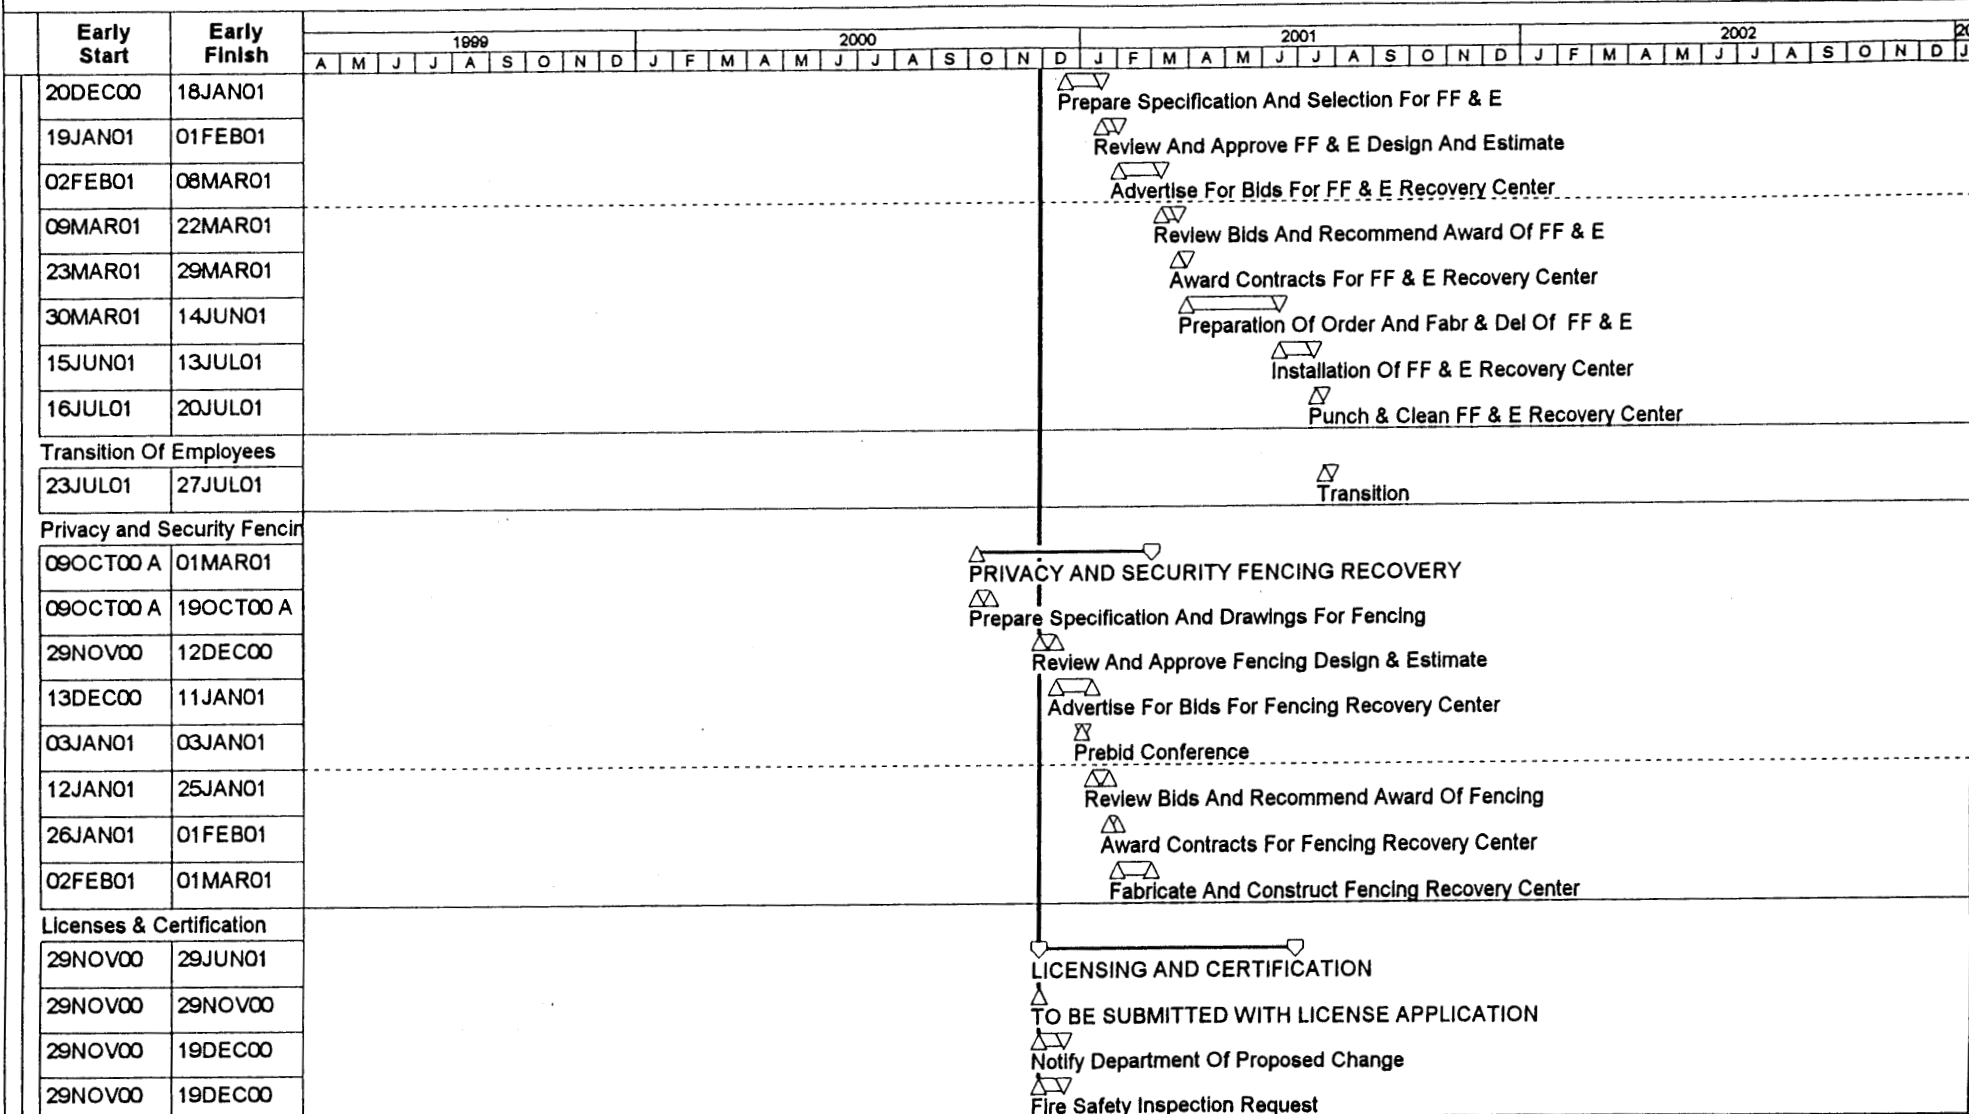 Early Start Early Finish
1999 2000 2001 2002 20
A M J J A S O N D J F M A M J J A S O N D J F M A M J J A S O N D J F M A M J J A S O N D J
20DEC00 18JAN01 Prepare Specification And Selection For FF & E
19JAN01 01FEB01 Review And Approve FF & E Design And Estimate
02FEB01 08MAR01 Advertise For Bids For FF & E Recovery Center
09MAR01 22MAR01 Review Bids And Recommend Award Of FF & E
23MAR01 29MAR01 Award Contracts For FF & E Recovery Center
30MAR01 14JUN01 Preparation Of Order And Fabr & Del Of FF & E
15JUN01 13JUL01 Installation Of FF & E Recovery Center
16JUL01 20JUL01 Punch & Clean FF & E Recovery Center
Transition Of Employees
23JUL01 27JUL01 Transition
Privacy and Security Fencin
09OCT00 A 01MAR01 PRIVACY AND SECURITY FENCING RECOVERY
09OCT00 A 19OCT00 A Prepare Specification And Drawings For Fencing
29NOV00 12DEC00 Review And Approve Fencing Design & Estimate
13DEC00 11JAN01 Advertise For Bids For Fencing Recovery Center
03JAN01 03JAN01 Prebid Conference
12JAN01 25JAN01 Review Bids And Recommend Award Of Fencing
26JAN01 01FEB01 Award Contracts For Fencing Recovery Center
02FEB01 01MAR01 Fabricate And Construct Fencing Recovery Center
Licenses & Certification
29NOV00 29JUN01 LICENSING AND CERTIFICATION
29NOV00 29NOV00 TO BE SUBMITTED WITH LICENSE APPLICATION
29NOV00 19DEC00 Notify Department Of Proposed Change
29NOV00 19DEC00 Fire Safety Inspection Request